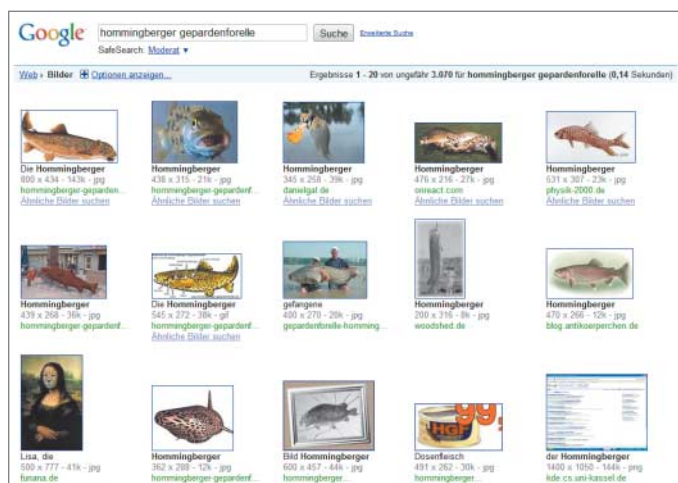 Google hommingberger gepardenforelle Suche Erweiterte Suche
SafeSearch: Moderat ▼
Web › Bilder Optionen anzeigen... Ergebnisse 1 - 20 von ungefähr 3.070 für hommingberger gepardenforelle (0,14 Sekunden)
Die Hommingberger
800 x 434 - 143k - jpg
hommingberger-geparden...
Ähnliche Bilder suchen
Hommingberger
438 x 315 - 21k - jpg
hommingberger-gepardenf...
Ähnliche Bilder suchen
Hommingberger
345 x 258 - 39k - jpg
danielgal.de
Ähnliche Bilder suchen
Hommingberger
476 x 216 - 27k - jpg
onreact.com
Ähnliche Bilder suchen
Hommingberger
531 x 307 - 23k - jpg
physik-2000.de
Ähnliche Bilder suchen
Hommingberger
439 x 268 - 36k - jpg
hommingberger-gepardenf...
Die Hommingberger
545 x 272 - 38k - gif
hommingberger-gepardenf...
Ähnliche Bilder suchen
gefangene
400 x 270 - 20k - jpg
gepardenforelle-homming...
Hommingberger
200 x 316 - 8k - jpg
woodshed.de
Hommingberger
470 x 266 - 12k - jpg
blog.antikoerperchen.de
Lisa, die
500 x 777 - 41k - jpg
funana.de
Hommingberger
362 x 288 - 12k - jpg
hommingberger-gepardenf...
Bild Hommingberger
600 x 457 - 44k - jpg
hommingberger...
HGF
99
Dosenfleisch
491 x 262 - 30k - jpg
hommingberger...
der Hommingberger
1400 x 1050 - 144k - png
kde.cs.uni-kassel.de